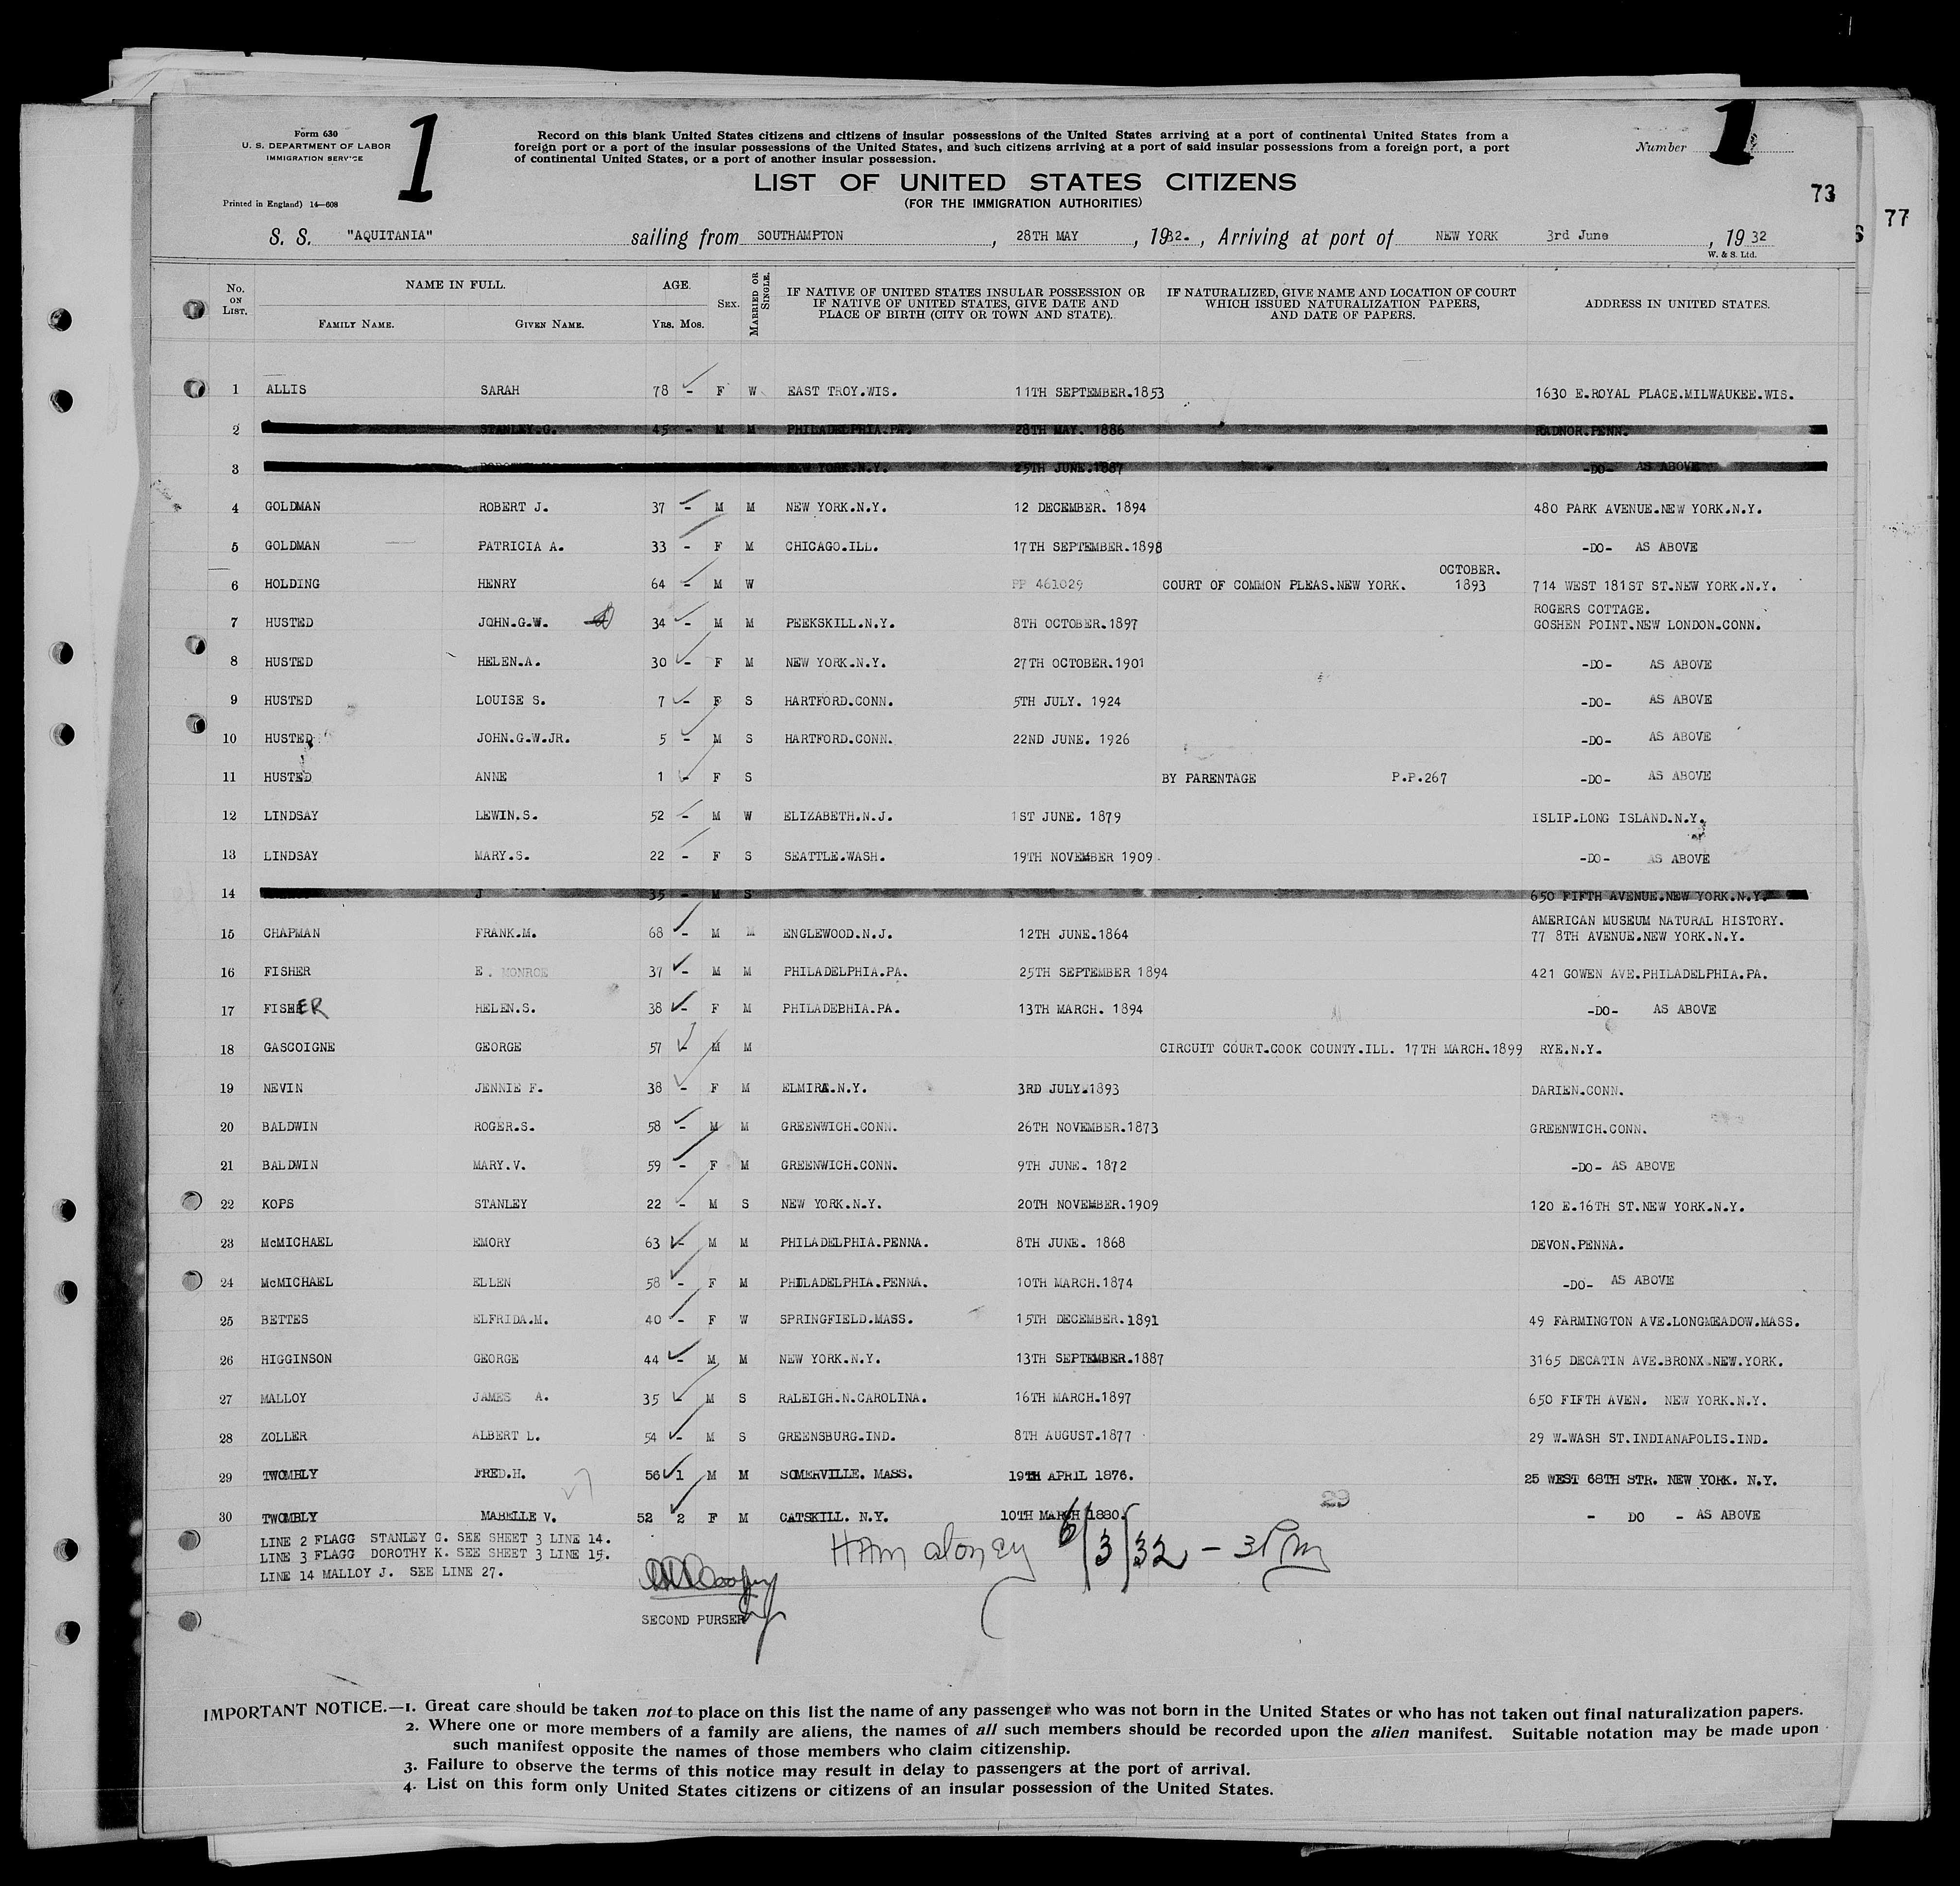 Form 630
U. S. DEPARTMENT OF LABOR
IMMIGRATION SERVICE
Printed in England) 14—608
1
Record on this blank United States citizens and citizens of insular possessions of the United States arriving at a port of continental United States from a
foreign port or a port of the insular possessions of the United States, and such citizens arriving at a port of said insular possessions from a foreign port, a port
of continental United States, or a port of another insular possession.
Number 1
LIST OF UNITED STATES CITIZENS
(FOR THE IMMIGRATION AUTHORITIES)
73
77
S
S. S. "AQUITANIA" sailing from SOUTHAMPTON, 28TH MAY, 1932., Arriving at port of NEW YORK 3rd June, 19 32
W. & S. Ltd.
No. ON LIST. NAME IN FULL. FAMILY NAME. GIVEN NAME. AGE. YRS. MOS. SEX. MARRIED OR SINGLE. IF NATIVE OF UNITED STATES INSULAR POSSESSION OR IF NATIVE OF UNITED STATES, GIVE DATE AND PLACE OF BIRTH (CITY OR TOWN AND STATE). IF NATURALIZED, GIVE NAME AND LOCATION OF COURT WHICH ISSUED NATURALIZATION PAPERS, AND DATE OF PAPERS. ADDRESS IN UNITED STATES.
1 ALLIS SARAH 78 - F W EAST TROY.WIS. 11TH SEPTEMBER.1853 1630 E.ROYAL PLACE.MILWAUKEE.WIS.
2 STANLEY.G. 45 - M M PHILADELPHIA.PA. 28TH MAY. 1886 RADNOR.PENN.
3 NEW YORK.N.Y. 25TH JUNE.1887 -DO- AS ABOVE
4 GOLDMAN ROBERT J. 37 - M M NEW YORK.N.Y. 12 DECEMBER. 1894 480 PARK AVENUE.NEW YORK.N.Y.
5 GOLDMAN PATRICIA A. 33 - F M CHICAGO.ILL. 17TH SEPTEMBER.1898 -DO- AS ABOVE
6 HOLDING HENRY 64 - M W PP 461029 COURT OF COMMON PLEAS.NEW YORK. OCTOBER. 1893 714 WEST 181ST ST.NEW YORK.N.Y.
7 HUSTED JOHN.G.W. 34 - M M PEEKSKILL.N.Y. 8TH OCTOBER.1897 ROGERS COTTAGE. GOSHEN POINT.NEW LONDON.CONN.
8 HUSTED HELEN.A. 30 - F M NEW YORK.N.Y. 27TH OCTOBER.1901 -DO- AS ABOVE
9 HUSTED LOUISE S. 7 - F S HARTFORD.CONN. 5TH JULY. 1924 -DO- AS ABOVE
10 HUSTED JOHN.G.W.JR. 5 - M S HARTFORD.CONN. 22ND JUNE. 1926 -DO- AS ABOVE
11 HUSTED ANNE 1 - F S BY PARENTAGE P.P.267 -DO- AS ABOVE
12 LINDSAY LEWIN.S. 52 - M W ELIZABETH.N.J. 1ST JUNE. 1879 ISLIP.LONG ISLAND.N.Y.
13 LINDSAY MARY.S. 22 - F S SEATTLE.WASH. 19TH NOVEMBER 1909. -DO- AS ABOVE
14 J 35 - M S 650 FIFTH AVENUE.NEW YORK.N.Y.
15 CHAPMAN FRANK.M. 68 - M M ENGLEWOOD.N.J. 12TH JUNE.1864 AMERICAN MUSEUM NATURAL HISTORY. 77 8TH AVENUE.NEW YORK.N.Y.
16 FISHER E. MONROE 37 - M M PHILADELPHIA.PA. 25TH SEPTEMBER 1894 421 GOWEN AVE.PHILADELPHIA.PA.
17 FISHER HELEN.S. 38 - F M PHILADEBHIA.PA. 13TH MARCH. 1894 -DO- AS ABOVE
18 GASCOIGNE GEORGE 57 - M M CIRCUIT COURT.COOK COUNTY.ILL. 17TH MARCH.1899 RYE.N.Y.
19 NEVIN JENNIE F. 38 - F M ELMIRA.N.Y. 3RD JULY.1893 DARIEN.CONN.
20 BALDWIN ROGER.S. 58 - M M GREENWICH.CONN. 26TH NOVEMBER.1873 GREENWICH.CONN.
21 BALDWIN MARY.V. 59 - F M GREENWICH.CONN. 9TH JUNE. 1872 -DO- AS ABOVE
22 KOPS STANLEY 22 - M S NEW YORK.N.Y. 20TH NOVEMBER.1909 120 E.16TH ST.NEW YORK.N.Y.
23 McMICHAEL EMORY 63 - M M PHILADELPHIA.PENNA. 8TH JUNE. 1868 DEVON.PENNA.
24 McMICHAEL ELLEN 58 - F M PHILADELPHIA.PENNA. 10TH MARCH.1874 -DO- AS ABOVE
25 BETTES ELFRIDA.M. 40 - F W SPRINGFIELD.MASS. 15TH DECEMBER.1891 49 FARMINGTON AVE.LONGMEADOW.MASS.
26 HIGGINSON GEORGE 44 - M M NEW YORK.N.Y. 13TH SEPTEMBER.1887 3165 DECATIN AVE.BRONX.NEW.YORK.
27 MALLOY JAMES A. 35 - M S RALEIGH.N.CAROLINA. 16TH MARCH.1897 650 FIFTH AVEN. NEW YORK.N.Y.
28 ZOLLER ALBERT L. 54 - M S GREENSBURG.IND. 8TH AUGUST.1877 29 W.WASH ST.INDIANAPOLIS.IND.
29 TWOMBLY FRED.H. 56 1 M M SOMERVILLE. MASS. 19TH APRIL 1876. 25 WEST 68TH STR. NEW YORK. N.Y.
30 TWOMBLY MABELLE V. 52 2 F M CATSKILL. N.Y. 10TH MARCH 1880. - DO - AS ABOVE
29
LINE 2 FLAGG STANLEY G. SEE SHEET 3 LINE 14.
LINE 3 FLAGG DOROTHY K. SEE SHEET 3 LINE 15.
LINE 14 MALLOY J. SEE LINE 27.
6/3/32 - 3 PM
SECOND PURSER
IMPORTANT NOTICE.—1. Great care should be taken not to place on this list the name of any passenger who was not born in the United States or who has not taken out final naturalization papers.
2. Where one or more members of a family are aliens, the names of all such members should be recorded upon the alien manifest. Suitable notation may be made upon
such manifest opposite the names of those members who claim citizenship.
3. Failure to observe the terms of this notice may result in delay to passengers at the port of arrival.
4. List on this form only United States citizens or citizens of an insular possession of the United States.